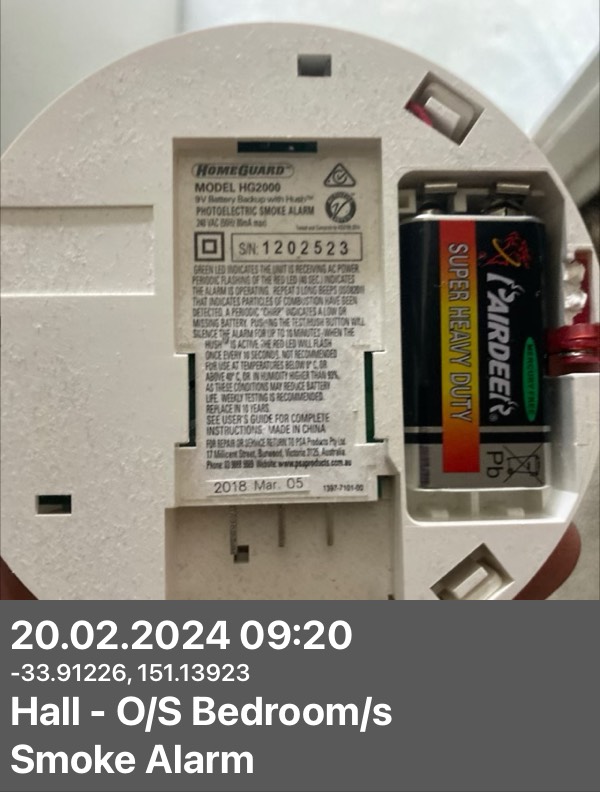 HOMEGUARD™
MODEL HG2000
9V Battery Backup with Hush™
PHOTOELECTRIC SMOKE ALARM
240 VAC (50Hz 80mA max)
S/N: 1202523
GREEN LED INDICATES THE UNIT IS RECEIVING AC POWER.
PERIODIC FLASHING OF THE RED LED (40 SEC.) INDICATES
THE ALARM IS OPERATING. REPEAT 3 LONG BEEPS (ISO8201)
THAT INDICATES PARTICLES OF COMBUSTION HAVE BEEN
DETECTED. A PERIODIC "CHIRP" INDICATES A LOW OR
MISSING BATTERY. PUSHING THE TEST/HUSH BUTTON WILL
SILENCE THE ALARM FOR UP TO 10 MINUTES -WHEN THE
HUSH™ IS ACTIVE THE RED LED WILL FLASH
ONCE EVERY 10 SECONDS. NOT RECOMMENDED
FOR USE AT TEMPERATURES BELOW 0° C, OR
ABOVE 40° C, OR IN HUMIDITY HIGHER THAN 93%,
AS THESE CONDITIONS MAY REDUCE BATTERY
LIFE. WEEKLY TESTING IS RECOMMENDED.
REPLACE IN 10 YEARS.
SEE USER'S GUIDE FOR COMPLETE
INSTRUCTIONS. MADE IN CHINA
FOR REPAIR OR SERVICE RETURN TO PSA Products Pty Ltd
17 Millicent Street, Burwood, Victoria 3125, Australia
Phone Website: www.psaproducts.com.au
2018 Mar. 05
1397-7101-00
PAIRDEER®
SUPER HEAVY DUTY
Pb
20.02.2024 09:20
-33.91226, 151.13923
Hall - O/S Bedroom/s
Smoke Alarm